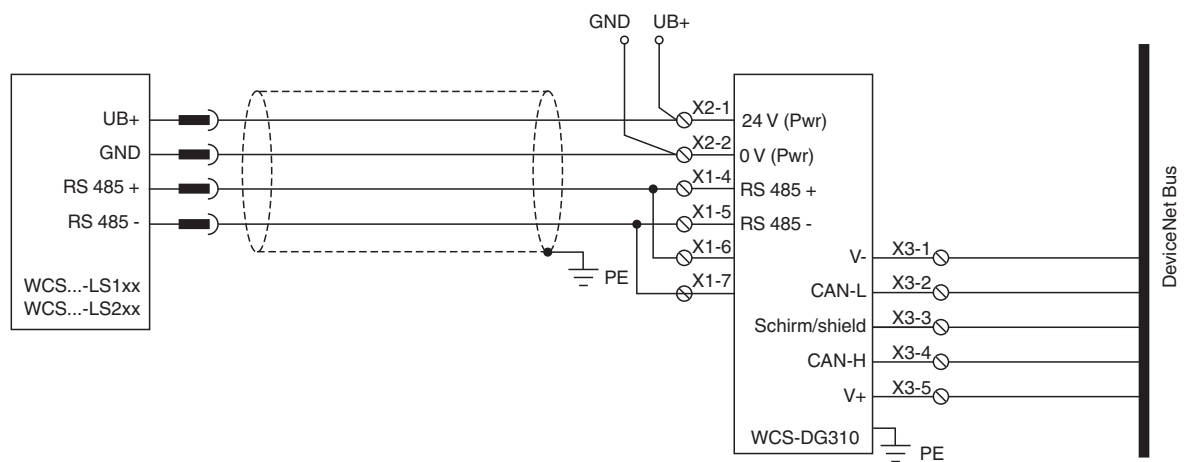 GND UB+
UB+
GND
RS 485 +
RS 485 -
WCS...-LS1xx
WCS...-LS2xx
PE
X2-1
X2-2
X1-4
X1-5
X1-6
X1-7
24 V (Pwr)
0 V (Pwr)
RS 485 +
RS 485 -
V-
CAN-L
Schirm/shield
CAN-H
V+
WCS-DG310
X3-1
X3-2
X3-3
X3-4
X3-5
PE
DeviceNet Bus